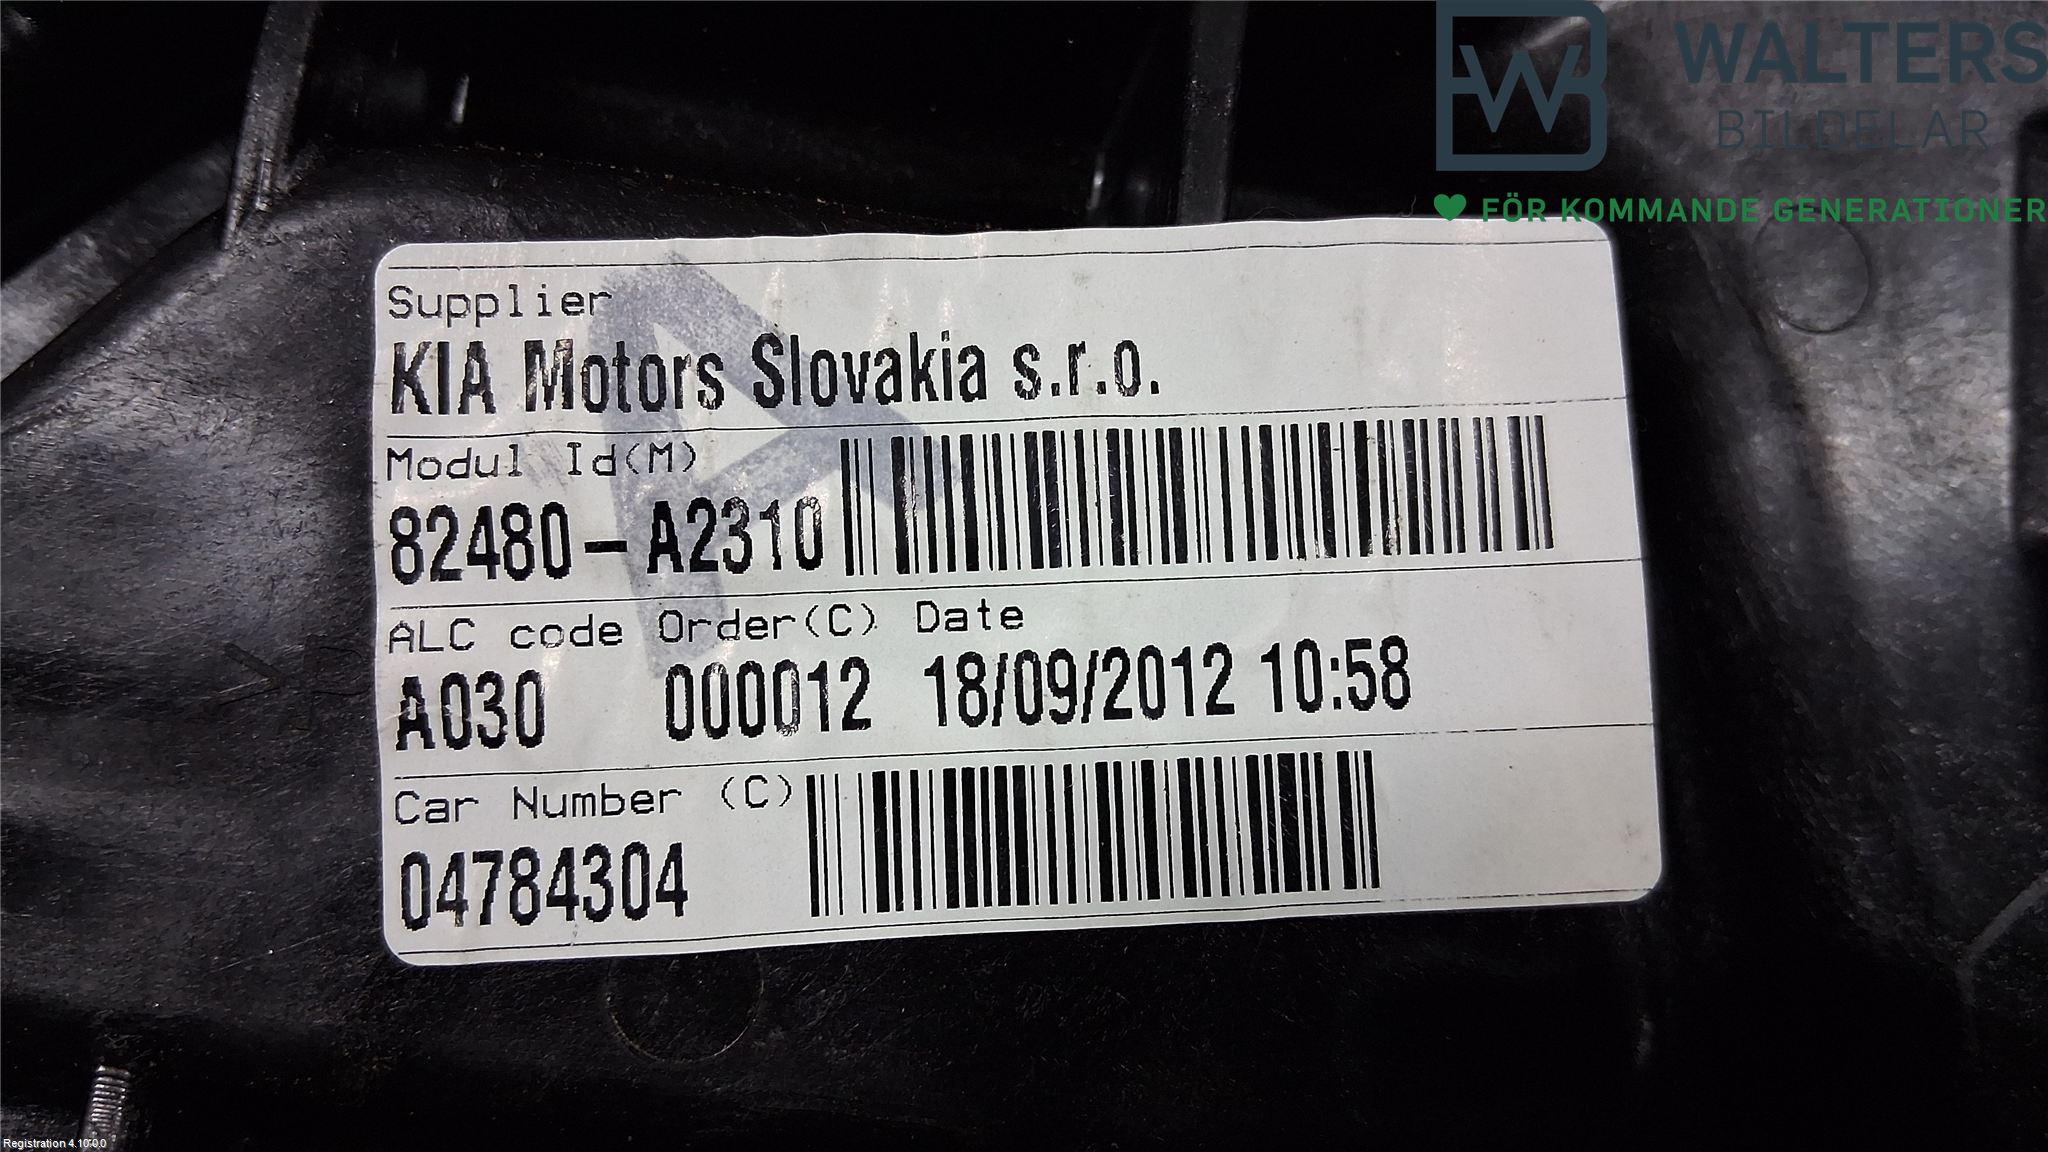 WALTERS
BILDELAR
FÖR KOMMANDE GENERATIONER
Supplier
KIA Motors Slovakia s.r.o.
Modul Id(M)
82480-A2310
ALC code Order(C) Date
A030 000012 18/09/2012 10:58
Car Number (C)
04784304
Registration 4.10.0.0